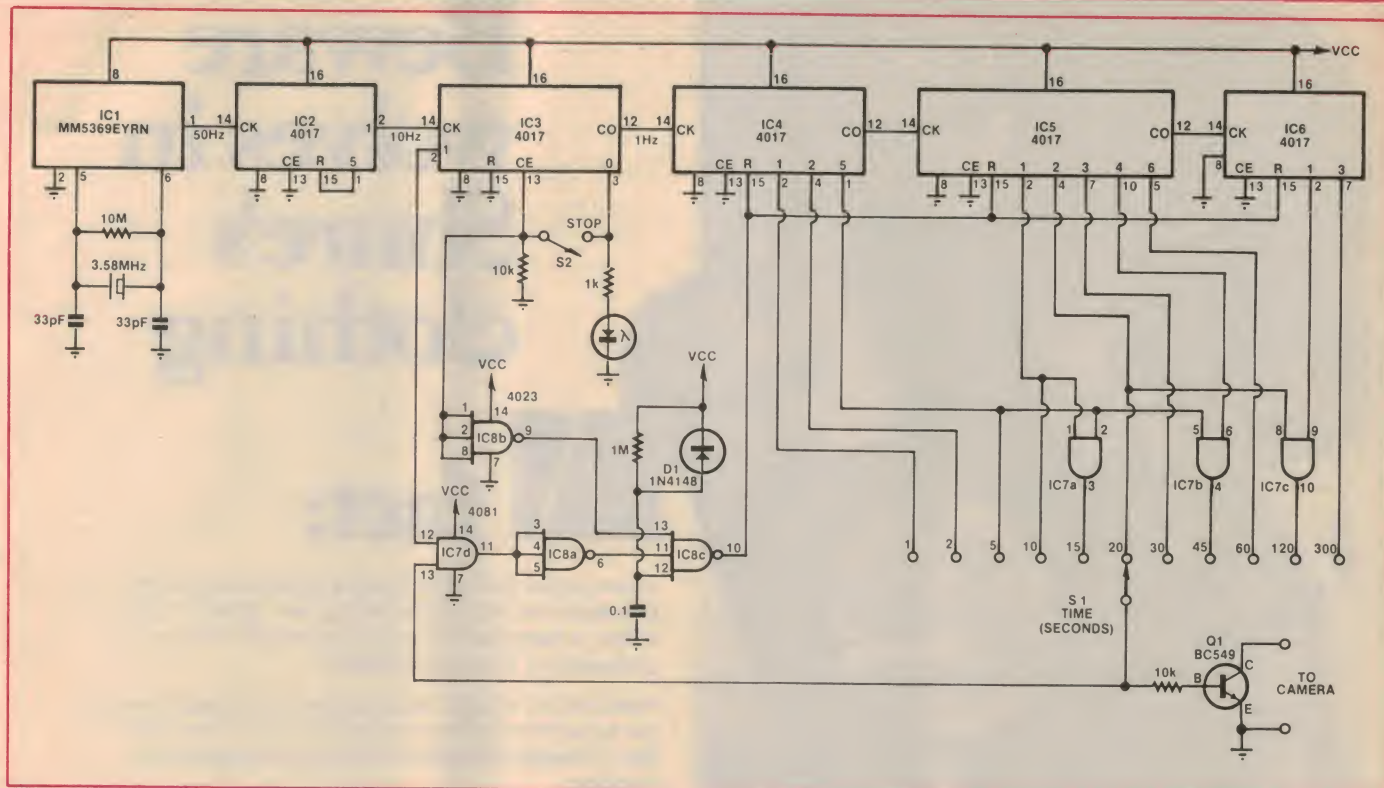 VCC
8
16
16
16
16
16
IC1
MM5369EYRN
1 14
50Hz
CK
IC2
4017
1
2 14
10Hz
CK
1
2
IC3
4017
CO
12 14
1Hz
CK
IC4
4017
CO
12 14
CK
IC5
4017
CO
12 14
CK
IC6
4017
2
5
6
CE R 5
8 13 15 1
R CE 0
8 15 13 3
CE R 1 2 5
8 13 15 2 4 1
CE R 1 2 3 4 6
8 13 15 2 4 7 10 5
8
CE R 1 3
13 15 2 7
10M
3.58MHz
33pF
33pF
10k
STOP
S2
1k
λ
VCC
14
4023
1
2
8
IC8b
9
7
VCC
14
4081
12
13
IC7d
11
7
3
4
5
IC8a
6
VCC
1M
D1
1N4148
13
11
12
IC8c
10
0.1
1 2
IC7a
3
5 6
IC7b
4
8 9
IC7c
10
1 2 5 10 15 20 30 45 60 120 300
S1
TIME
(SECONDS)
10k
Q1
BC549
B
C
E
TO
CAMERA